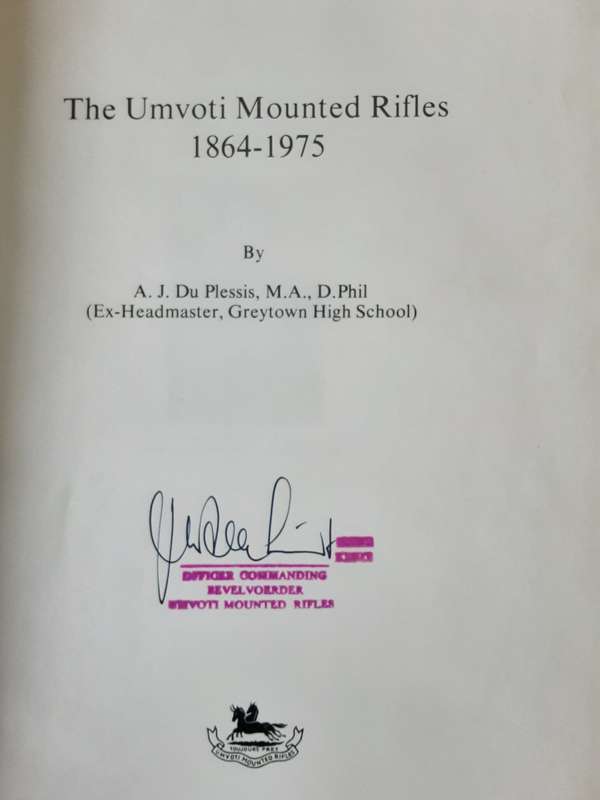 The Umvoti Mounted Rifles
1864-1975
By
A. J. Du Plessis, M.A., D.Phil
(Ex-Headmaster, Greytown High School)
OFFICER COMMANDING
BEVELVOERDER
UMVOTI MOUNTED RIFLES
TOUJOURS PRET
UMVOTI MOUNTED RIFLES